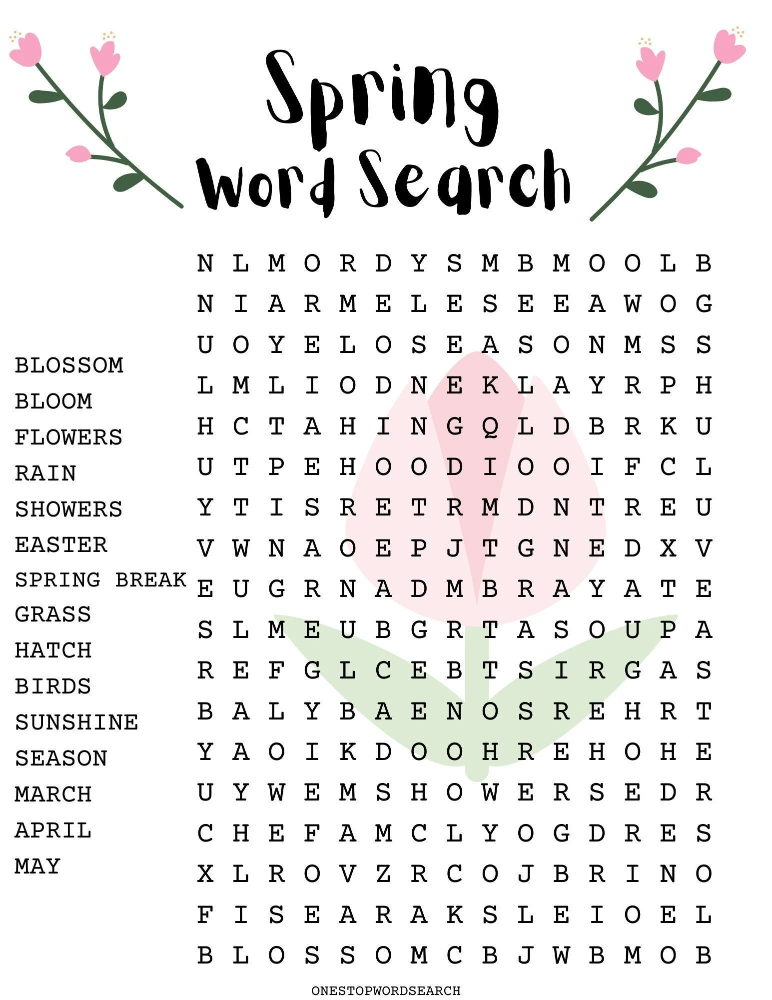 Spring
Word Search
N L M O R D Y S M B M O O L B
N I A R M E L E S E E A W O G
U O Y E L O S E A S O N M S S
L M L I O D N E K L A Y R P H
H C T A H I N G Q L D B R K U
U T P E H O O D I O O I F C L
Y T I S R E T R M D N T R E U
V W N A O E P J T G N E D X V
E U G R N A D M B R A Y A T E
S L M E U B G R T A S O U P A
R E F G L C E B T S I R G A S
B A L Y B A E N O S R E H R T
Y A O I K D O O H R E H O H E
U Y W E M S H O W E R S E D R
C H E F A M C L Y O G D R E S
X L R O V Z R C O J B R I N O
F I S E A R A K S L E I O E L
B L O S S O M C B J W B M O B
BLOSSOM
BLOOM
FLOWERS
RAIN
SHOWERS
EASTER
SPRING BREAK
GRASS
HATCH
BIRDS
SUNSHINE
SEASON
MARCH
APRIL
MAY
ONESTOPWORDSEARCH